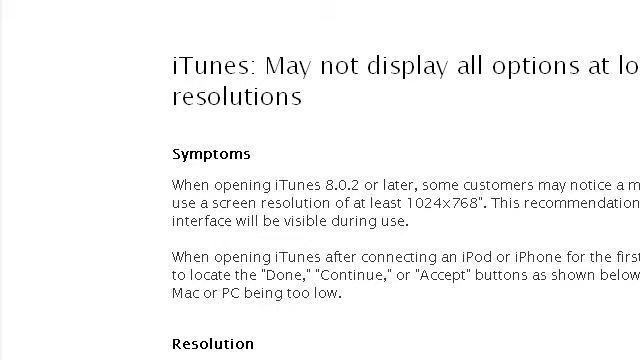 iTunes: May not display all options at lo
resolutions
Symptoms
When opening iTunes 8.0.2 or later, some customers may notice a m
use a screen resolution of at least 1024x768". This recommendation
interface will be visible during use.
When opening iTunes after connecting an iPod or iPhone for the first
to locate the "Done," "Continue," or "Accept" buttons as shown below
Mac or PC being too low.
Resolution